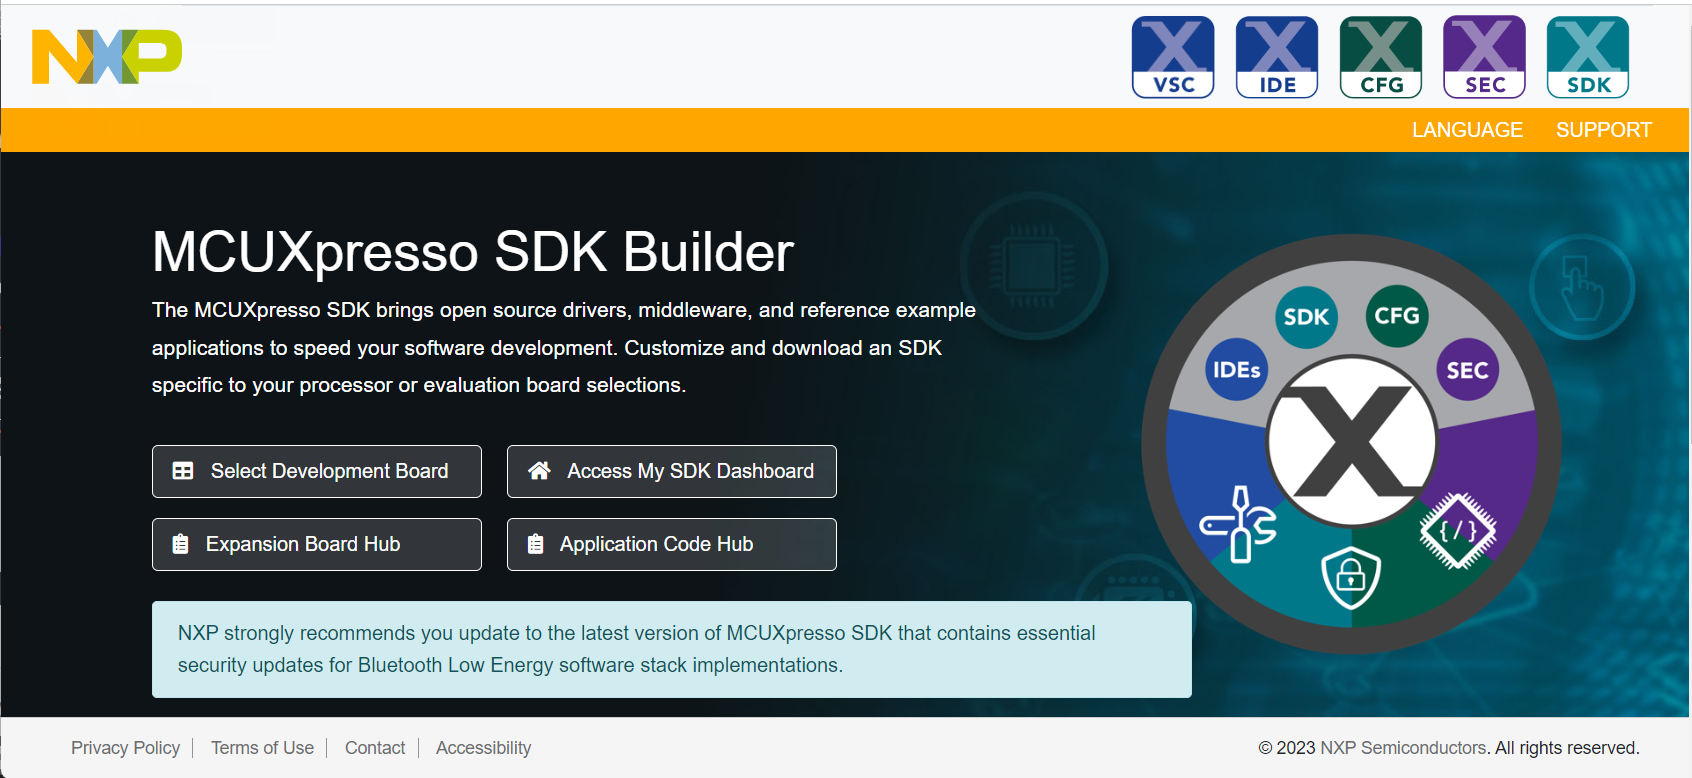 NXP
VSC
IDE
CFG
SEC
SDK
LANGUAGE
SUPPORT
MCUXpresso SDK Builder
The MCUXpresso SDK brings open source drivers, middleware, and reference example
applications to speed your software development. Customize and download an SDK
specific to your processor or evaluation board selections.
Select Development Board
Access My SDK Dashboard
Expansion Board Hub
Application Code Hub
NXP strongly recommends you update to the latest version of MCUXpresso SDK that contains essential
security updates for Bluetooth Low Energy software stack implementations.
IDEs
SDK
CFG
SEC
X
{/}
Privacy Policy
Terms of Use
Contact
Accessibility
© 2023 NXP Semiconductors. All rights reserved.